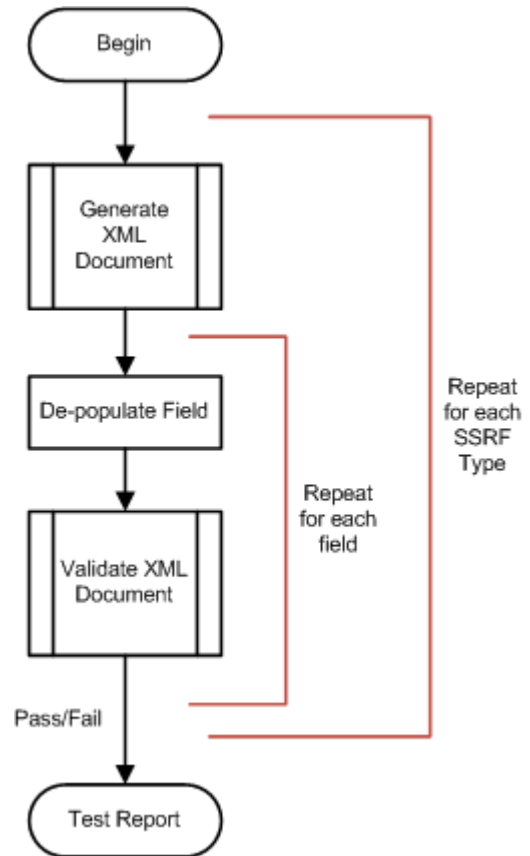 Begin
Generate
XML
Document
De-populate Field
Repeat
for each
SSRF
Type
Repeat
for each
field
Validate XML
Document
Pass/Fail
Test Report